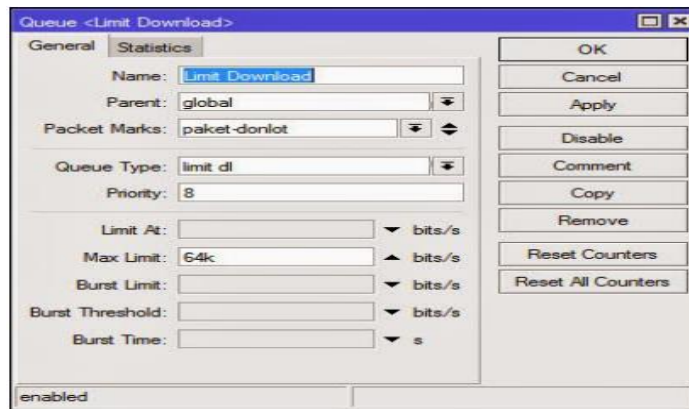 Queue <Limit Download>
General Statistics
Name: Limit Download
Parent: global
Packet Marks: paket-donlot
Queue Type: limit dl
Priority: 8
Limit At: bits/s
Max Limit: 64k bits/s
Burst Limit: bits/s
Burst Threshold: bits/s
Burst Time: s
OK
Cancel
Apply
Disable
Comment
Copy
Remove
Reset Counters
Reset All Counters
enabled